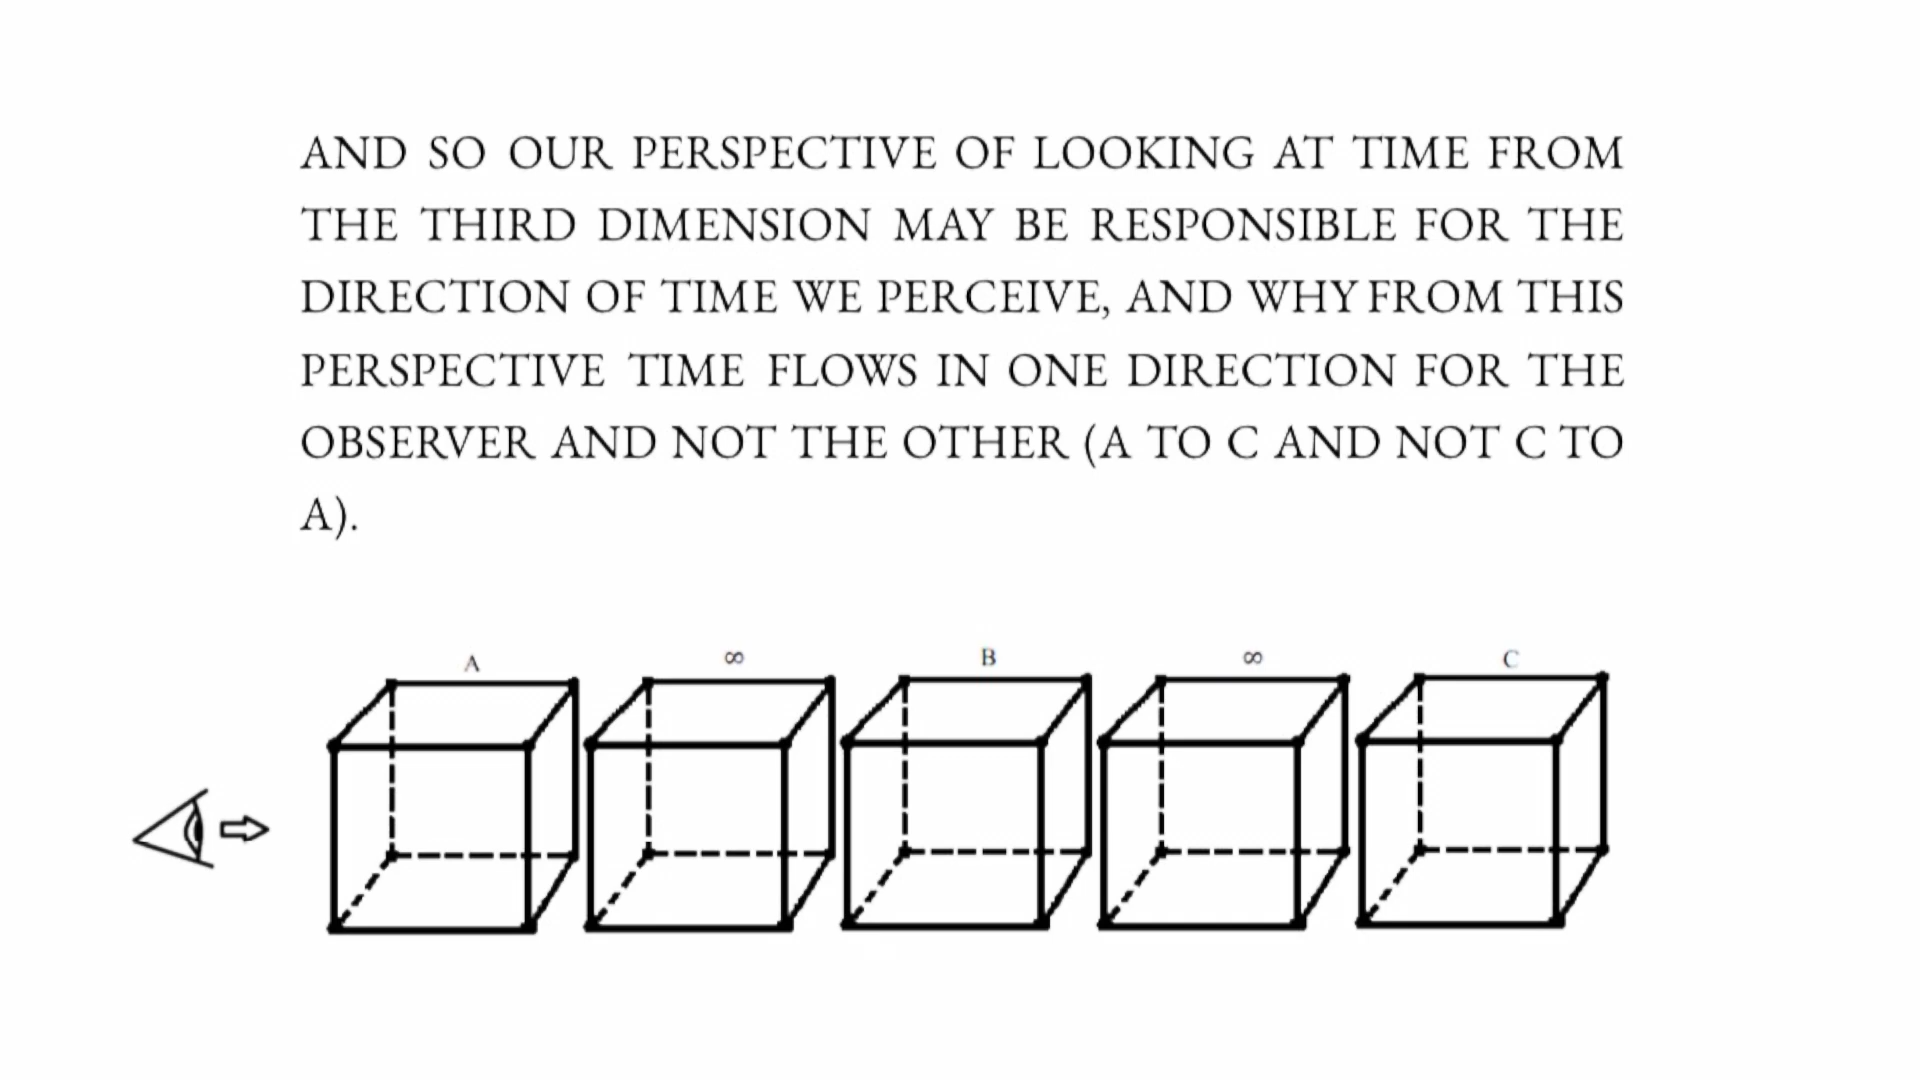 AND SO OUR PERSPECTIVE OF LOOKING AT TIME FROM
THE THIRD DIMENSION MAY BE RESPONSIBLE FOR THE
DIRECTION OF TIME WE PERCEIVE, AND WHY FROM THIS
PERSPECTIVE TIME FLOWS IN ONE DIRECTION FOR THE
OBSERVER AND NOT THE OTHER (A TO C AND NOT C TO
A).
A ∞ B ∞ C